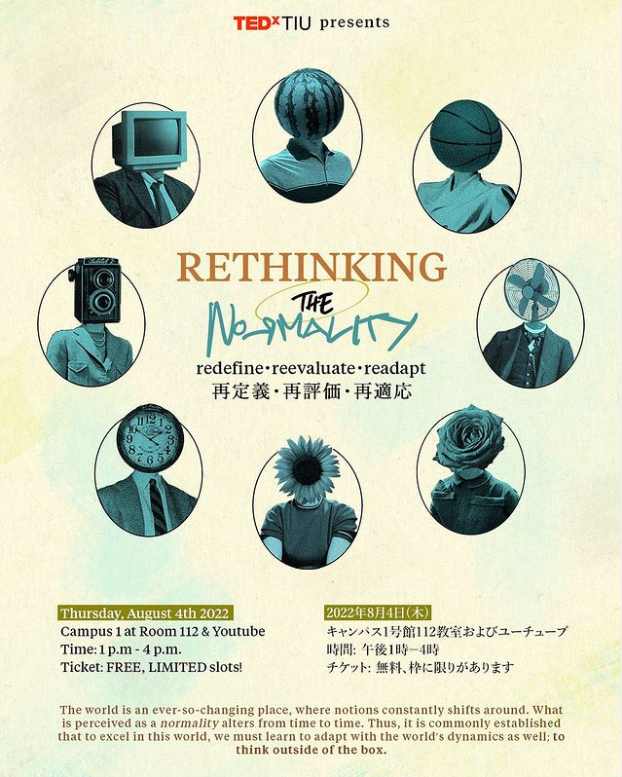 TEDxTIU presents
RETHINKING
THE
NORMALITY
redefine・reevaluate・readapt
再定義・再評価・再適応
Thursday, August 4th 2022
Campus 1 at Room 112 & Youtube
Time: 1 p.m - 4 p.m.
Ticket: FREE, LIMITED slots!
2022年8月4日(木)
キャンパス1号館112教室およびユーチューブ
時間: 午後1時－4時
チケット: 無料、枠に限りがあります
The world is an ever-so-changing place, where notions constantly shifts around. What
is perceived as a normality alters from time to time. Thus, it is commonly established
that to excel in this world, we must learn to adapt with the world's dynamics as well; to
think outside of the box.